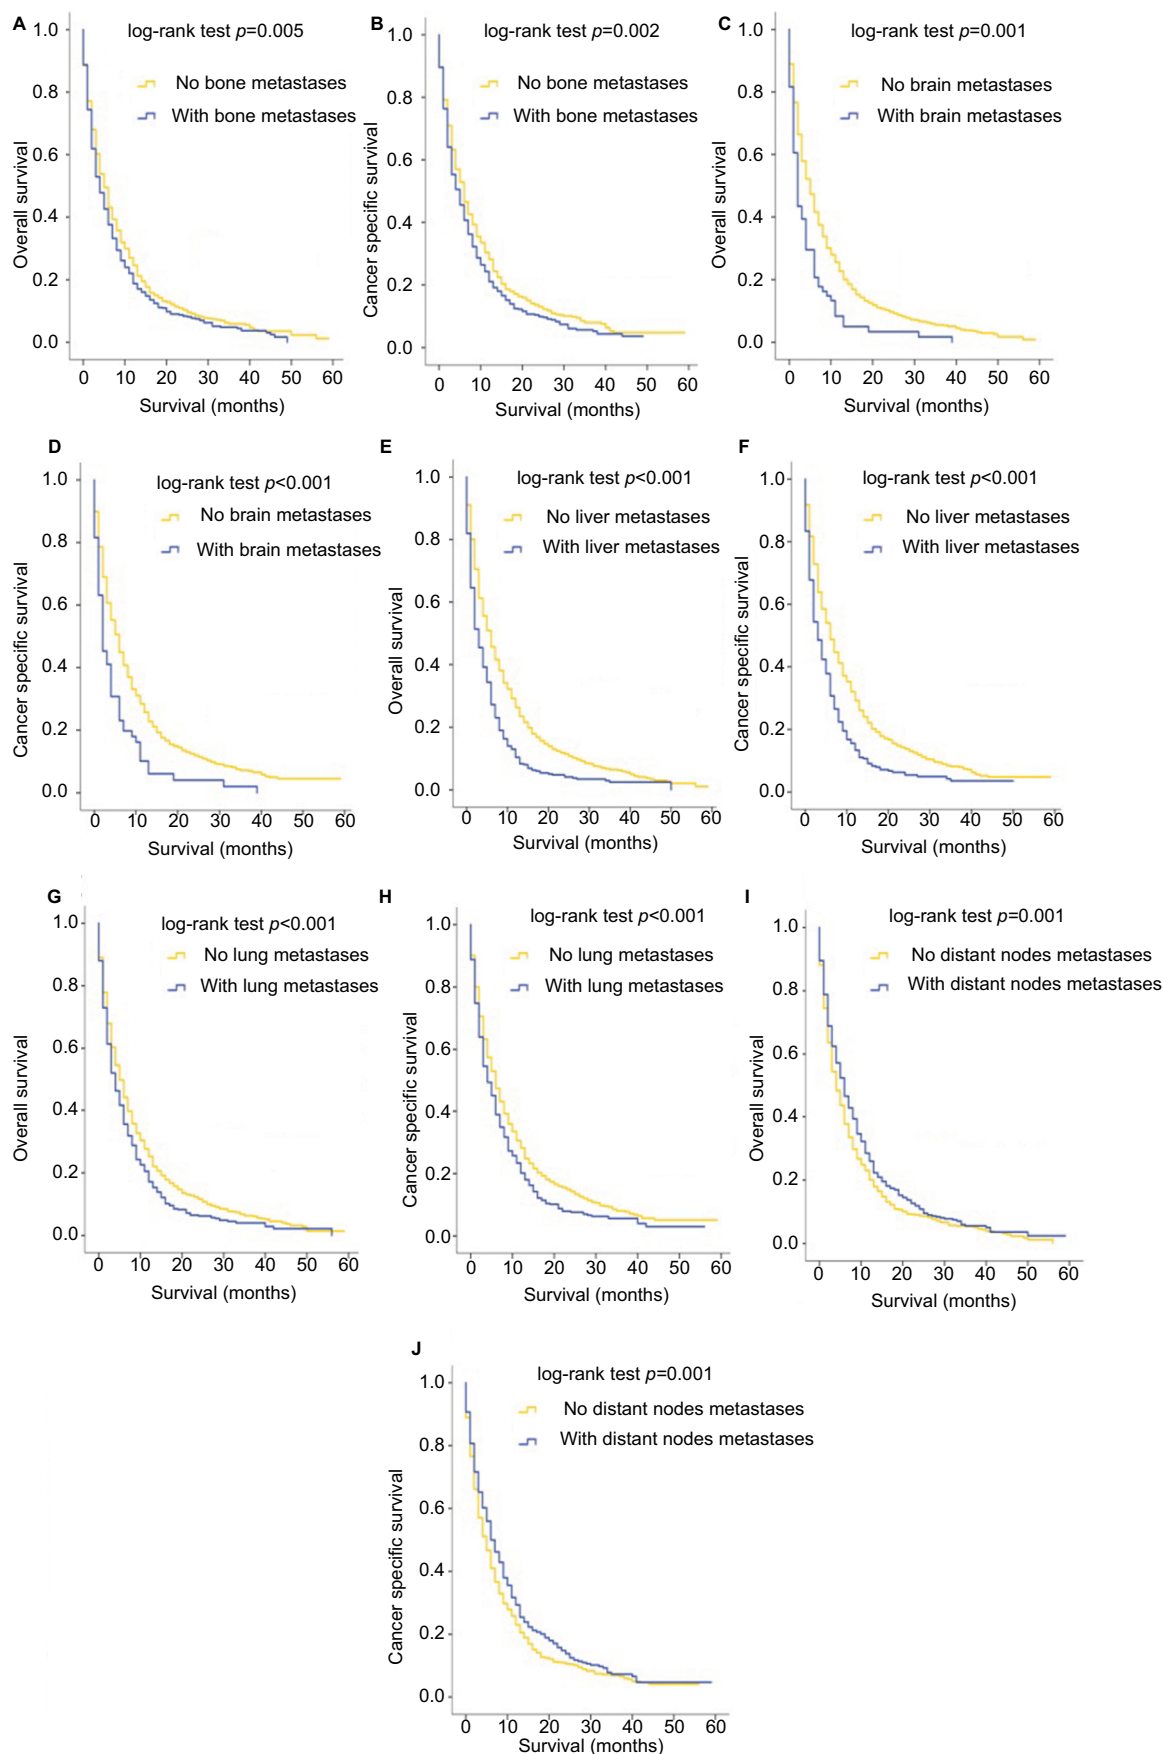 A
log-rank test p=0.005
No bone metastases
With bone metastases
Overall survival
1.0
0.8
0.6
0.4
0.2
0.0
0 10 20 30 40 50 60
Survival (months)
B
log-rank test p=0.002
No bone metastases
With bone metastases
Cancer specific survival
1.0
0.8
0.6
0.4
0.2
0.0
0 10 20 30 40 50 60
Survival (months)
C
log-rank test p=0.001
No brain metastases
With brain metastases
Overall survival
1.0
0.8
0.6
0.4
0.2
0.0
0 10 20 30 40 50 60
Survival (months)
D
log-rank test p<0.001
No brain metastases
With brain metastases
Cancer specific survival
1.0
0.8
0.6
0.4
0.2
0.0
0 10 20 30 40 50 60
Survival (months)
E
log-rank test p<0.001
No liver metastases
With liver metastases
Overall survival
1.0
0.8
0.6
0.4
0.2
0.0
0 10 20 30 40 50 60
Survival (months)
F
log-rank test p<0.001
No liver metastases
With liver metastases
Cancer specific survival
1.0
0.8
0.6
0.4
0.2
0.0
0 10 20 30 40 50 60
Survival (months)
G
log-rank test p<0.001
No lung metastases
With lung metastases
Overall survival
1.0
0.8
0.6
0.4
0.2
0.0
0 10 20 30 40 50 60
Survival (months)
H
log-rank test p<0.001
No lung metastases
With lung metastases
Cancer specific survival
1.0
0.8
0.6
0.4
0.2
0.0
0 10 20 30 40 50 60
Survival (months)
I
log-rank test p=0.001
No distant nodes metastases
With distant nodes metastases
Overall survival
1.0
0.8
0.6
0.4
0.2
0.0
0 10 20 30 40 50 60
Survival (months)
J
log-rank test p=0.001
No distant nodes metastases
With distant nodes metastases
Cancer specific survival
1.0
0.8
0.6
0.4
0.2
0.0
0 10 20 30 40 50 60
Survival (months)